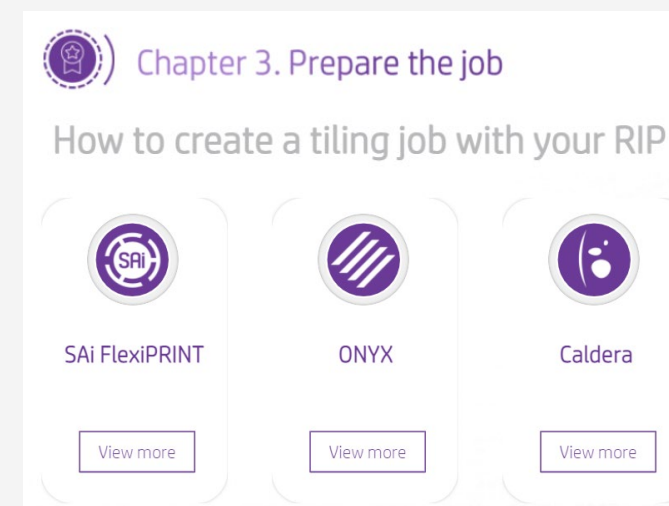 Chapter 3. Prepare the job
How to create a tiling job with your RIP
SAi
SAi FlexiPRINT
ONYX
Caldera
View more
View more
View more